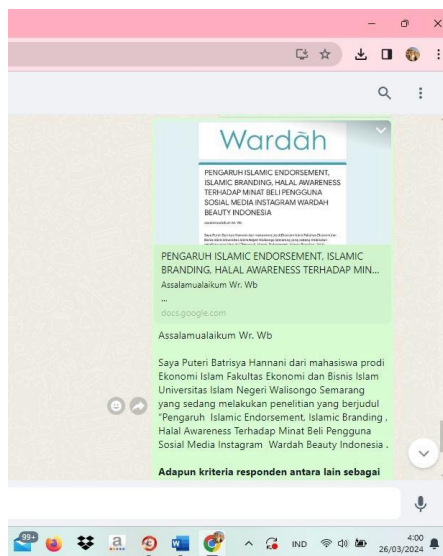 Wardāh
PENGARUH ISLAMIC ENDORSEMENT,
ISLAMIC BRANDING, HALAL AWARENESS
TERHADAP MINAT BELI PENGGUNA
SOSIAL MEDIA INSTAGRAM WARDAH
BEAUTY INDONESIA
Assalamualaikum Wr. Wb
PENGARUH ISLAMIC ENDORSEMENT, ISLAMIC
BRANDING, HALAL AWARENESS TERHADAP MIN...
Assalamualaikum Wr. Wb
...
docs.google.com
Assalamualaikum Wr. Wb
Saya Puteri Batrisya Hannani dari mahasiswa prodi
Ekonomi Islam Fakultas Ekonomi dan Bisnis Islam
Universitas Islam Negeri Walisongo Semarang
yang sedang melakukan penelitian yang berjudul
"Pengaruh Islamic Endorsement, Islamic Branding ,
Halal Awareness Terhadap Minat Beli Pengguna
Sosial Media Instagram Wardah Beauty Indonesia .
Adapun kriteria responden antara lain sebagai
99+
a
IND
4:00
26/03/2024